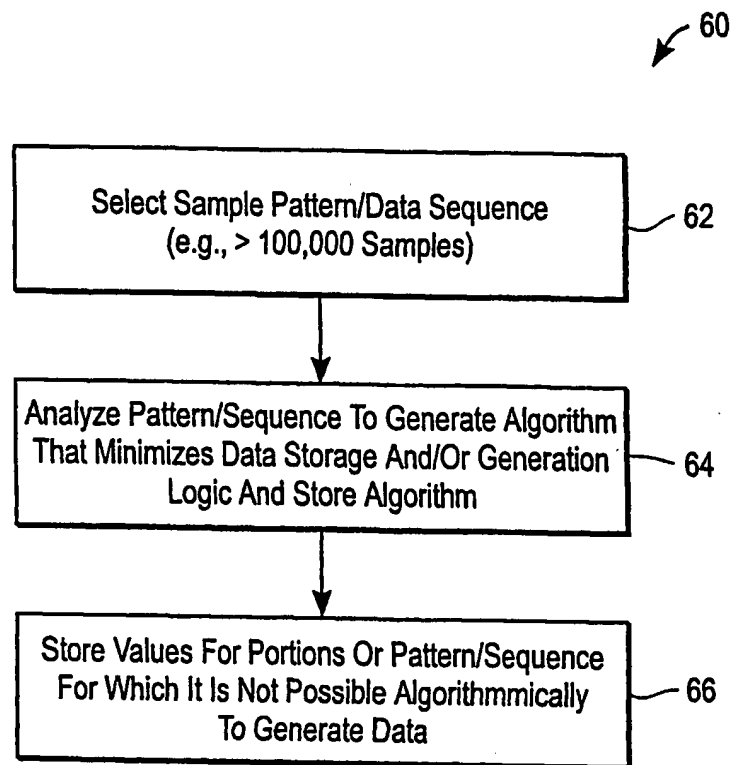 60
Select Sample Pattern/Data Sequence
(e.g., > 100,000 Samples)
62
Analyze Pattern/Sequence To Generate Algorithm
That Minimizes Data Storage And/Or Generation
Logic And Store Algorithm
64
Store Values For Portions Or Pattern/Sequence
For Which It Is Not Possible Algorithmmically
To Generate Data
66